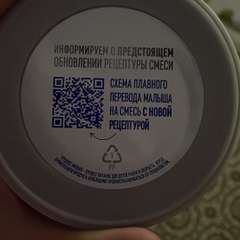 ИНФОРМИРУЕМ О ПРЕДСТОЯЩЕМ
ОБНОВЛЕНИИ РЕЦЕПТУРЫ СМЕСИ
СХЕМА ПЛАВНОГО
ПЕРЕВОДА МАЛЫША
НА СМЕСЬ С НОВОЙ
РЕЦЕПТУРОЙ